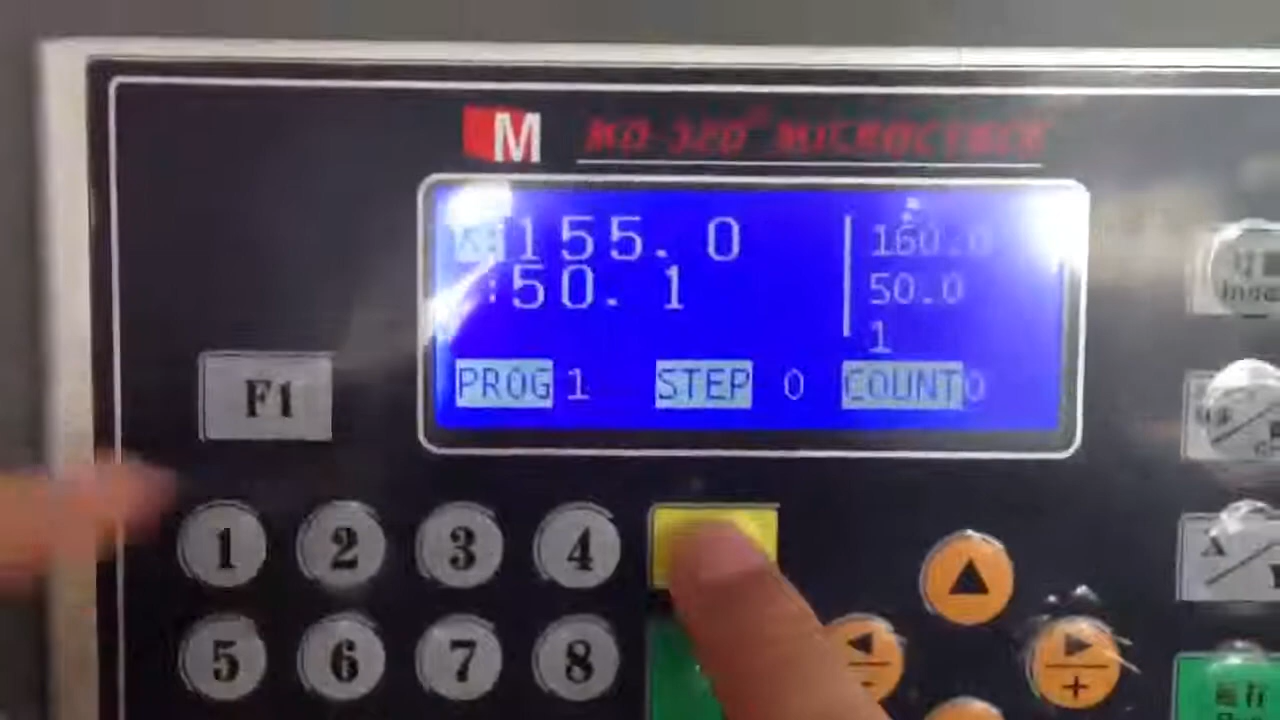 M MD-320 MICROCYBER
X:155.0
:50.1
160.0
50.0
1
PROG 1 STEP 0 COUNT 0
F1
1 2 3 4
5 6 7 8
+